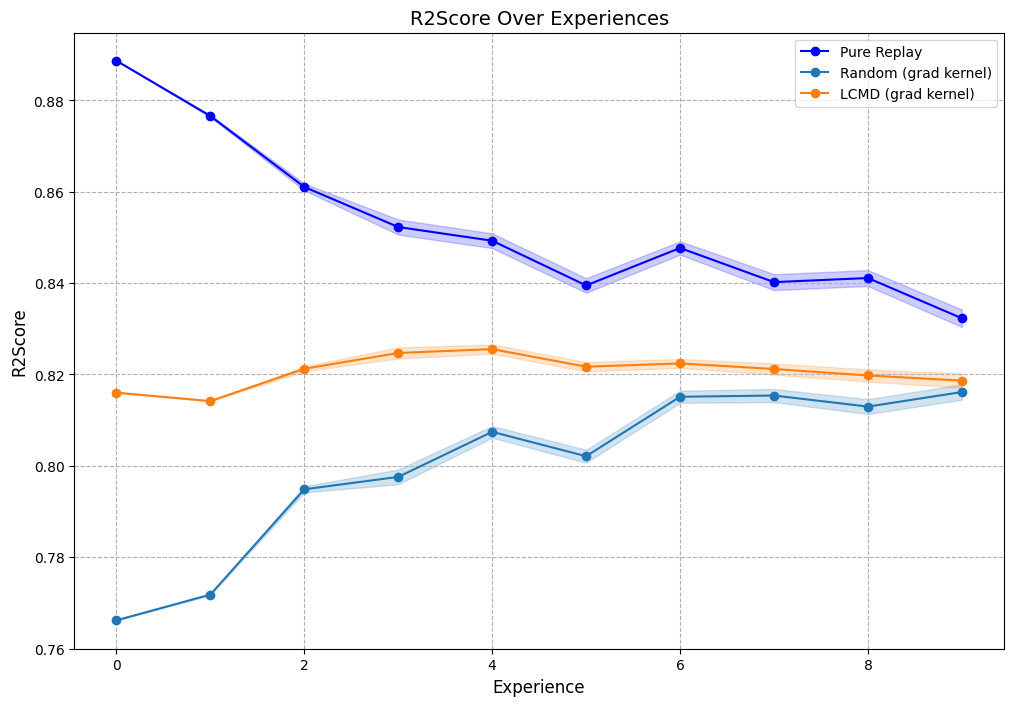 R2Score Over Experiences
Pure Replay
Random (grad kernel)
LCMD (grad kernel)
R2Score
0.88
0.86
0.84
0.82
0.80
0.78
0.76
0
2
4
6
8
Experience